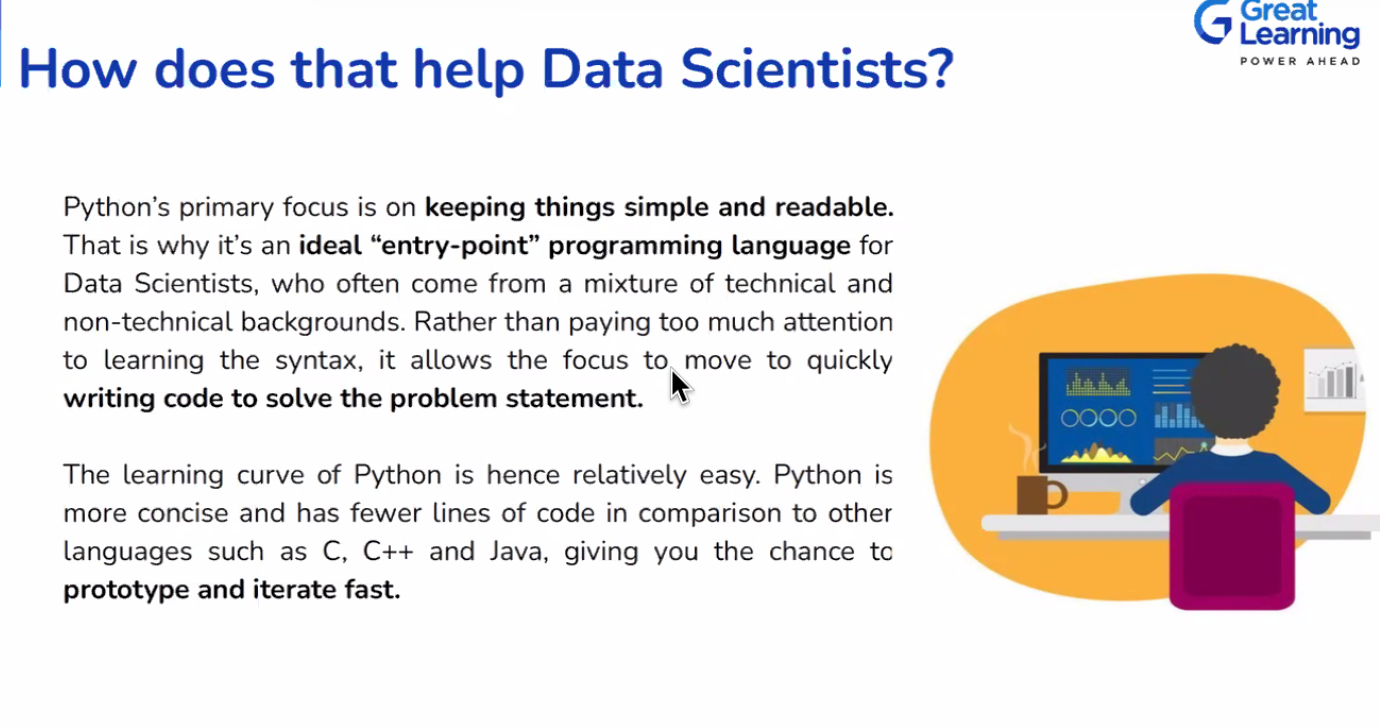 Great
Learning
POWER AHEAD
How does that help Data Scientists?
Python’s primary focus is on keeping things simple and readable.
That is why it’s an ideal “entry-point” programming language for
Data Scientists, who often come from a mixture of technical and
non-technical backgrounds. Rather than paying too much attention
to learning the syntax, it allows the focus to move to quickly
writing code to solve the problem statement.
The learning curve of Python is hence relatively easy. Python is
more concise and has fewer lines of code in comparison to other
languages such as C, C++ and Java, giving you the chance to
prototype and iterate fast.